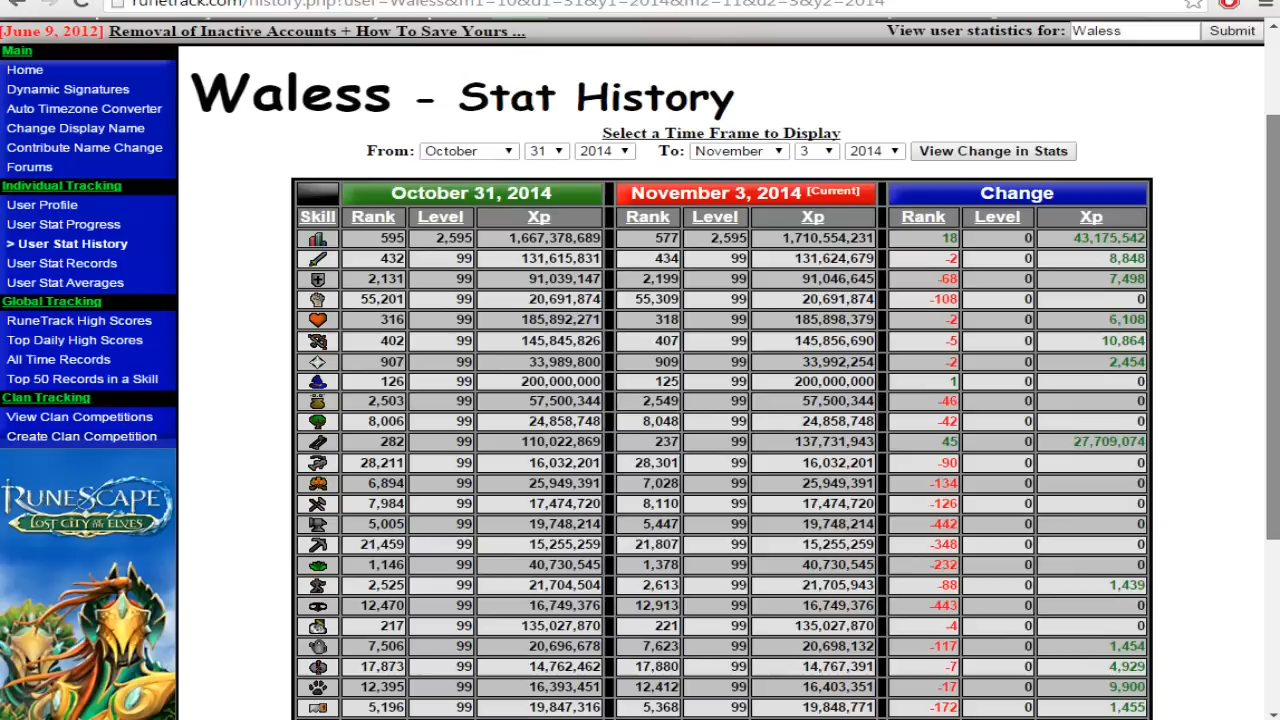 runetrack.com/history.php?user=Waless&m1=10&d1=31&y1=2014&m2=11&d2=3&y2=2014
[June 9, 2012] Removal of Inactive Accounts + How To Save Yours ... View user statistics for: Waless Submit
Main
Home
Dynamic Signatures
Auto Timezone Converter
Change Display Name
Contribute Name Change
Forums
Individual Tracking
User Profile
User Stat Progress
> User Stat History
User Stat Records
User Stat Averages
Global Tracking
RuneTrack High Scores
Top Daily High Scores
All Time Records
Top 50 Records in a Skill
Clan Tracking
View Clan Competitions
Create Clan Competition
RUNESCAPE
LOST CITY OF THE ELVES
Waless - Stat History
Select a Time Frame to Display
From: October 31 2014 To: November 3 2014 View Change in Stats
October 31, 2014 November 3, 2014 [Current] Change
Skill Rank Level Xp Rank Level Xp Rank Level Xp
595 2,595 1,667,378,689 577 2,595 1,710,554,231 18 0 43,175,542
432 99 131,615,831 434 99 131,624,679 -2 0 8,848
2,131 99 91,039,147 2,199 99 91,046,645 -68 0 7,498
55,201 99 20,691,874 55,309 99 20,691,874 -108 0 0
316 99 185,892,271 318 99 185,898,379 -2 0 6,108
402 99 145,845,826 407 99 145,856,690 -5 0 10,864
907 99 33,989,800 909 99 33,992,254 -2 0 2,454
126 99 200,000,000 125 99 200,000,000 1 0 0
2,503 99 57,500,344 2,549 99 57,500,344 -46 0 0
8,006 99 24,858,748 8,048 99 24,858,748 -42 0 0
282 99 110,022,869 237 99 137,731,943 45 0 27,709,074
28,211 99 16,032,201 28,301 99 16,032,201 -90 0 0
6,894 99 25,949,391 7,028 99 25,949,391 -134 0 0
7,984 99 17,474,720 8,110 99 17,474,720 -126 0 0
5,005 99 19,748,214 5,447 99 19,748,214 -442 0 0
21,459 99 15,255,259 21,807 99 15,255,259 -348 0 0
1,146 99 40,730,545 1,378 99 40,730,545 -232 0 0
2,525 99 21,704,504 2,613 99 21,705,943 -88 0 1,439
12,470 99 16,749,376 12,913 99 16,749,376 -443 0 0
217 99 135,027,870 221 99 135,027,870 -4 0 0
7,506 99 20,696,678 7,623 99 20,698,132 -117 0 1,454
17,873 99 14,762,462 17,880 99 14,767,391 -7 0 4,929
12,395 99 16,393,451 12,412 99 16,403,351 -17 0 9,900
5,196 99 19,847,316 5,368 99 19,848,771 -172 0 1,455